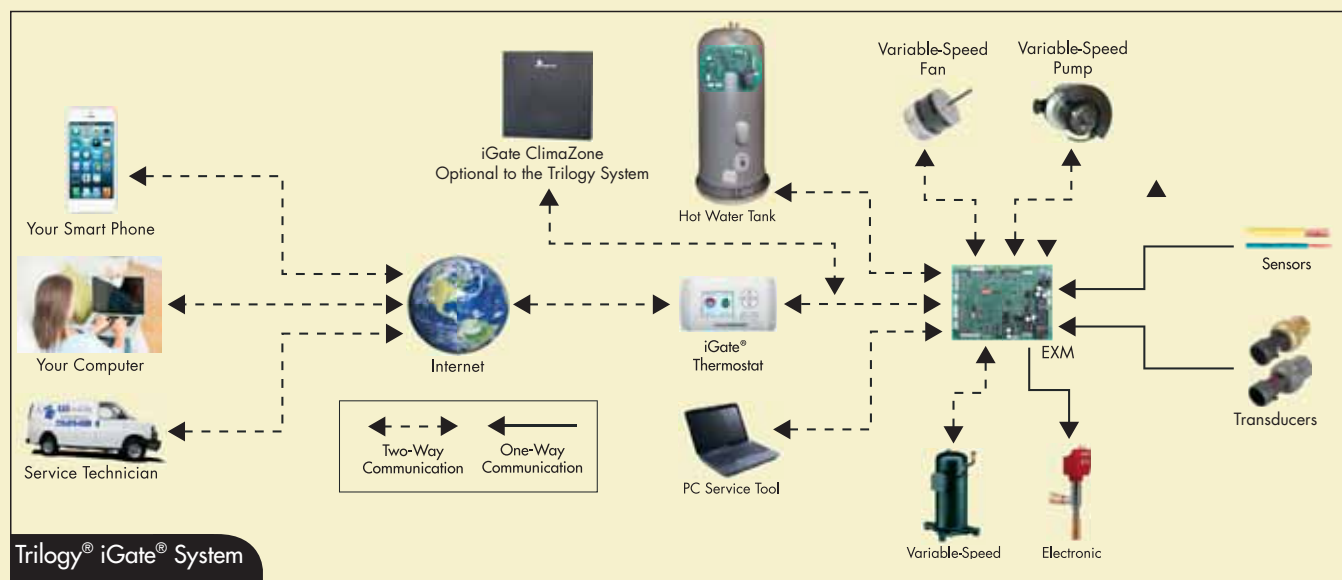 Variable-Speed
Fan
Variable-Speed
Pump
iGate ClimaZone
Optional to the Trilogy System
Hot Water Tank
Your Smart Phone
Sensors
Your Computer
Internet
iGate®
Thermostat
EXM
Two-Way
Communication
One-Way
Communication
Transducers
Service Technician
PC Service Tool
Variable-Speed
Electronic
Trilogy® iGate® System